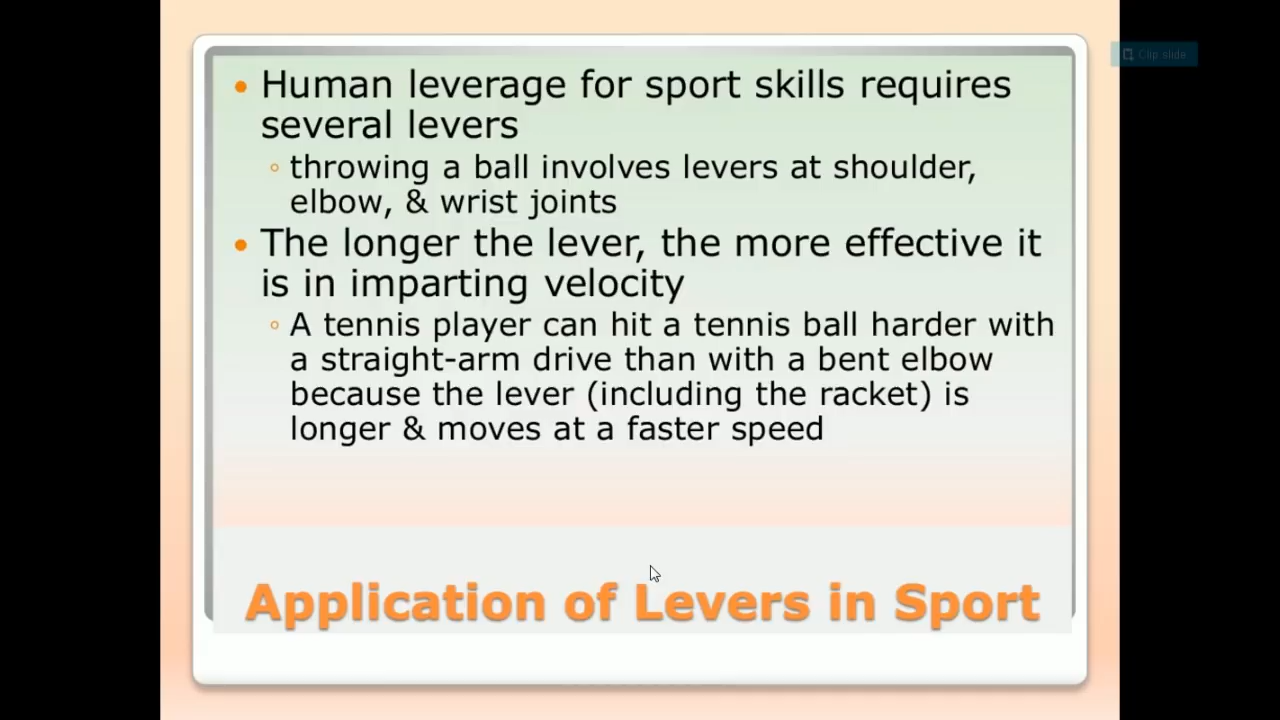 Human leverage for sport skills requires
several levers
throwing a ball involves levers at shoulder,
elbow, & wrist joints
The longer the lever, the more effective it
is in imparting velocity
A tennis player can hit a tennis ball harder with
a straight-arm drive than with a bent elbow
because the lever (including the racket) is
longer & moves at a faster speed
Application of Levers in Sport
Clip slide